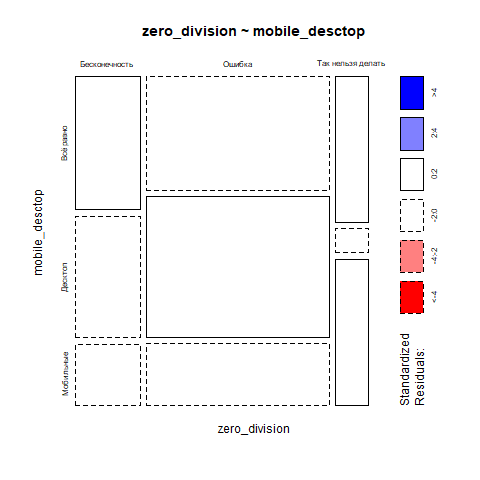 zero_division ~ mobile_desctop
Бесконечность
Ошибка
Так нельзя делать
Всё равно
Десктоп
Мобильные
mobile_desctop
zero_division
>4
2:4
0:2
-2:0
-4:-2
<-4
Standardized
Residuals: